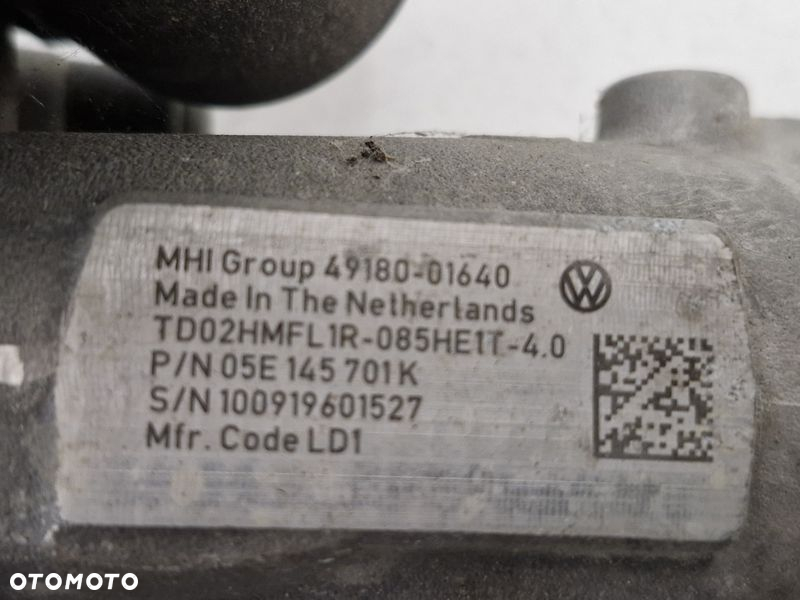 MHI Group 49180-01640
Made In The Netherlands
TD02HMFL1R-085HE1T-4.0
P/N 05E 145 701K
S/N 100919601527
Mfr. Code LD1
OTOMOTO